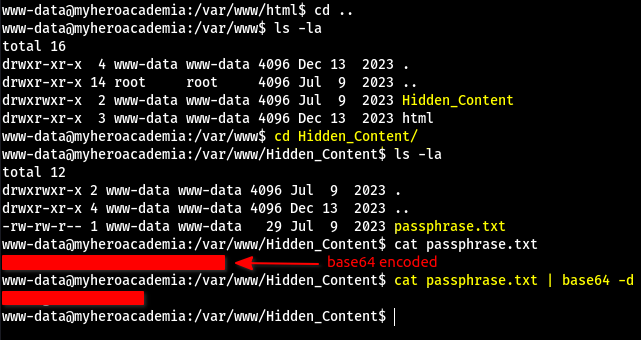 www-data@myheroacademia:/var/www/html$ cd ..
www-data@myheroacademia:/var/www$ ls -la
total 16
drwxr-xr-x  4 www-data www-data 4096 Dec 13  2023 .
drwxr-xr-x 14 root     root     4096 Jul  9  2023 ..
drwxrwxr-x  2 www-data www-data 4096 Jul  9  2023 Hidden_Content
drwxr-xr-x  3 www-data www-data 4096 Dec 13  2023 html
www-data@myheroacademia:/var/www$ cd Hidden_Content/
www-data@myheroacademia:/var/www/Hidden_Content$ ls -la
total 12
drwxrwxr-x 2 www-data www-data 4096 Jul  9  2023 .
drwxr-xr-x 4 www-data www-data 4096 Dec 13  2023 ..
-rw-rw-r-- 1 www-data www-data   29 Jul  9  2023 passphrase.txt
www-data@myheroacademia:/var/www/Hidden_Content$ cat passphrase.txt
base64 encoded
www-data@myheroacademia:/var/www/Hidden_Content$ cat passphrase.txt | base64 -d
www-data@myheroacademia:/var/www/Hidden_Content$